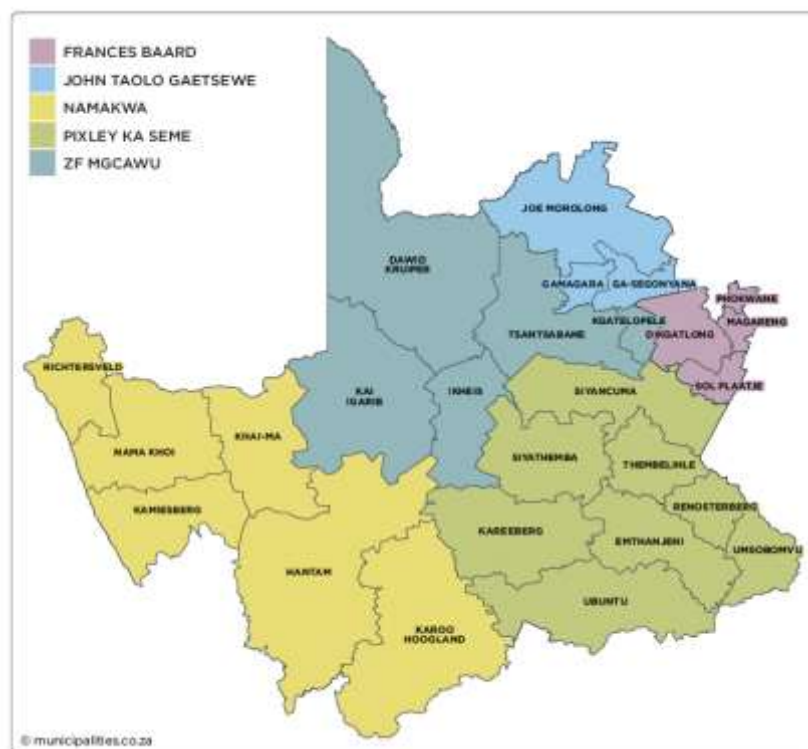 FRANCES BAARD
JOHN TAOLO GAETSEWE
NAMAKWA
PIXLEY KA SEME
ZF MGCAWU
JOE MOROLONG
DAWID
KRUIPER
GAMAGARA
GA-SEGONYANA
PHOKWANE
KGATELOPELE
MAGARENG
TSANTSABANE
DIKGATLONG
RICHTERSVELD
SOL PLAATJE
KAI
!GARIB
!KHEIS
SIYANCUMA
KHAI-MA
NAMA KHOI
SIYATHEMBA
THEMBELIHLE
KAMIESBERG
RENOSTERBERG
KAREEBERG
EMTHANJENI
UMSOBOMVU
HANTAM
UBUNTU
KAROO
HOOGLAND
© municipalities.co.za